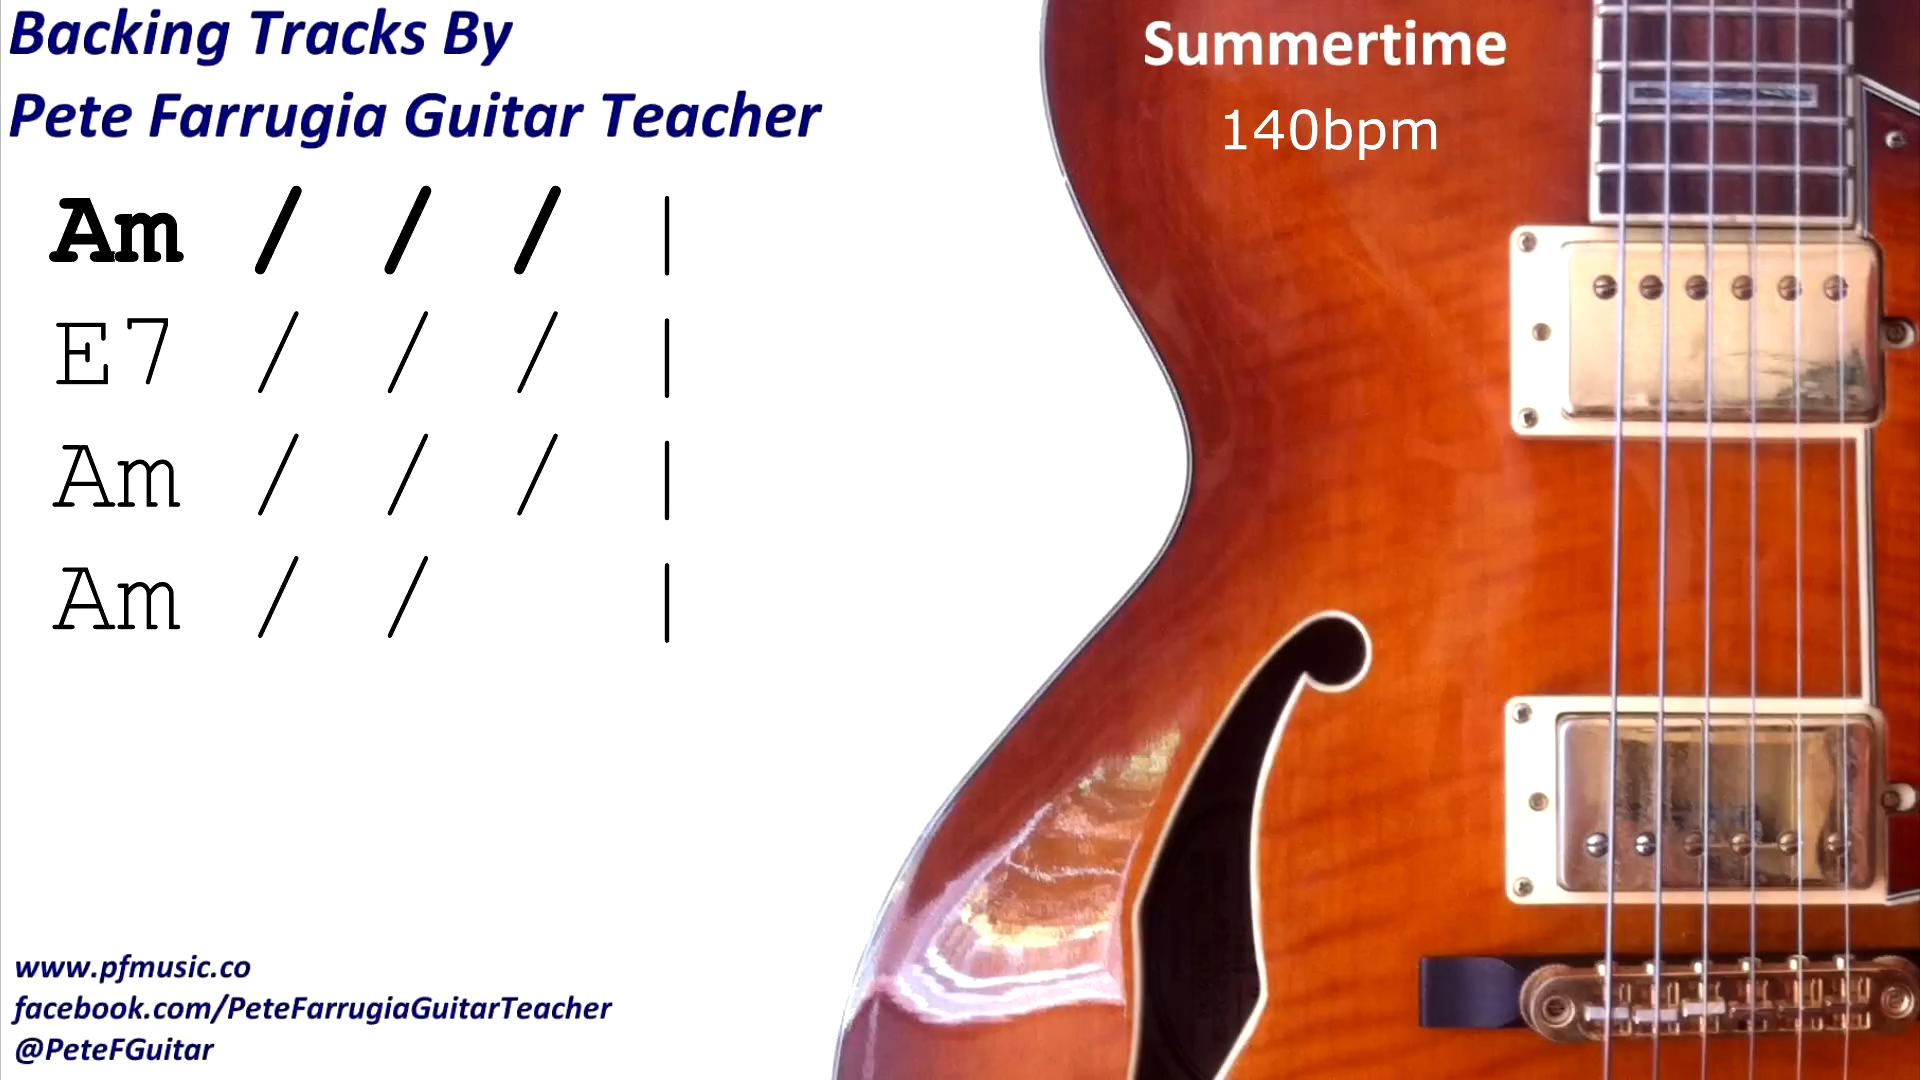 Backing Tracks By
Pete Farrugia Guitar Teacher
Summertime
140bpm
Am / / / |
E7 / / / |
Am / / / |
Am / / |
www.pfmusic.co
facebook.com/PeteFarrugiaGuitarTeacher
@PeteFGuitar